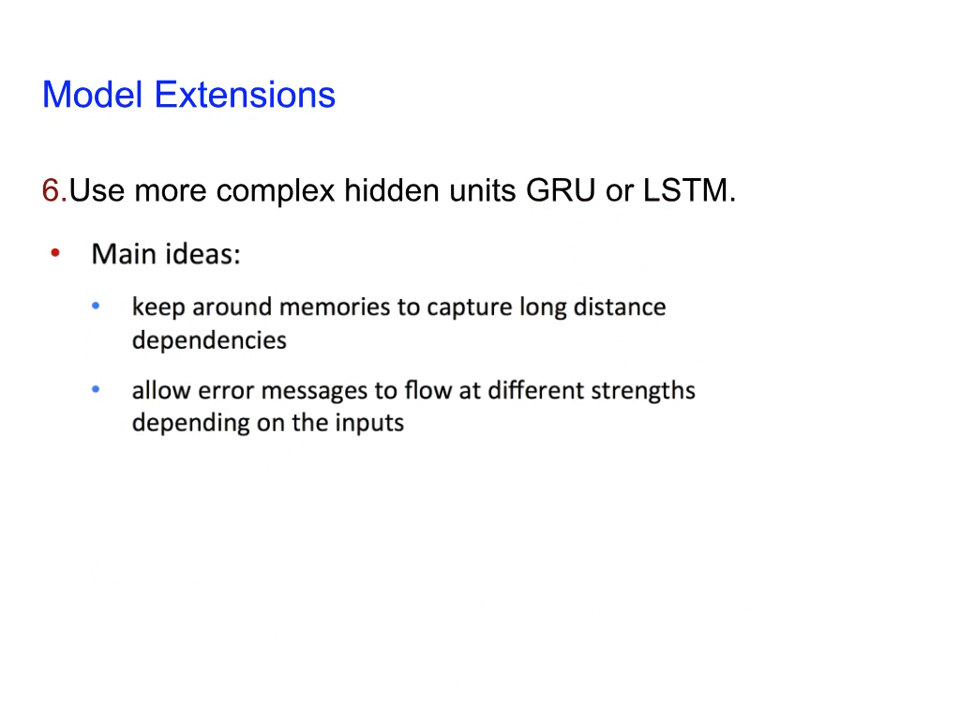 Model Extensions
6.Use more complex hidden units GRU or LSTM.
• Main ideas:
• keep around memories to capture long distance
dependencies
• allow error messages to flow at different strengths
depending on the inputs